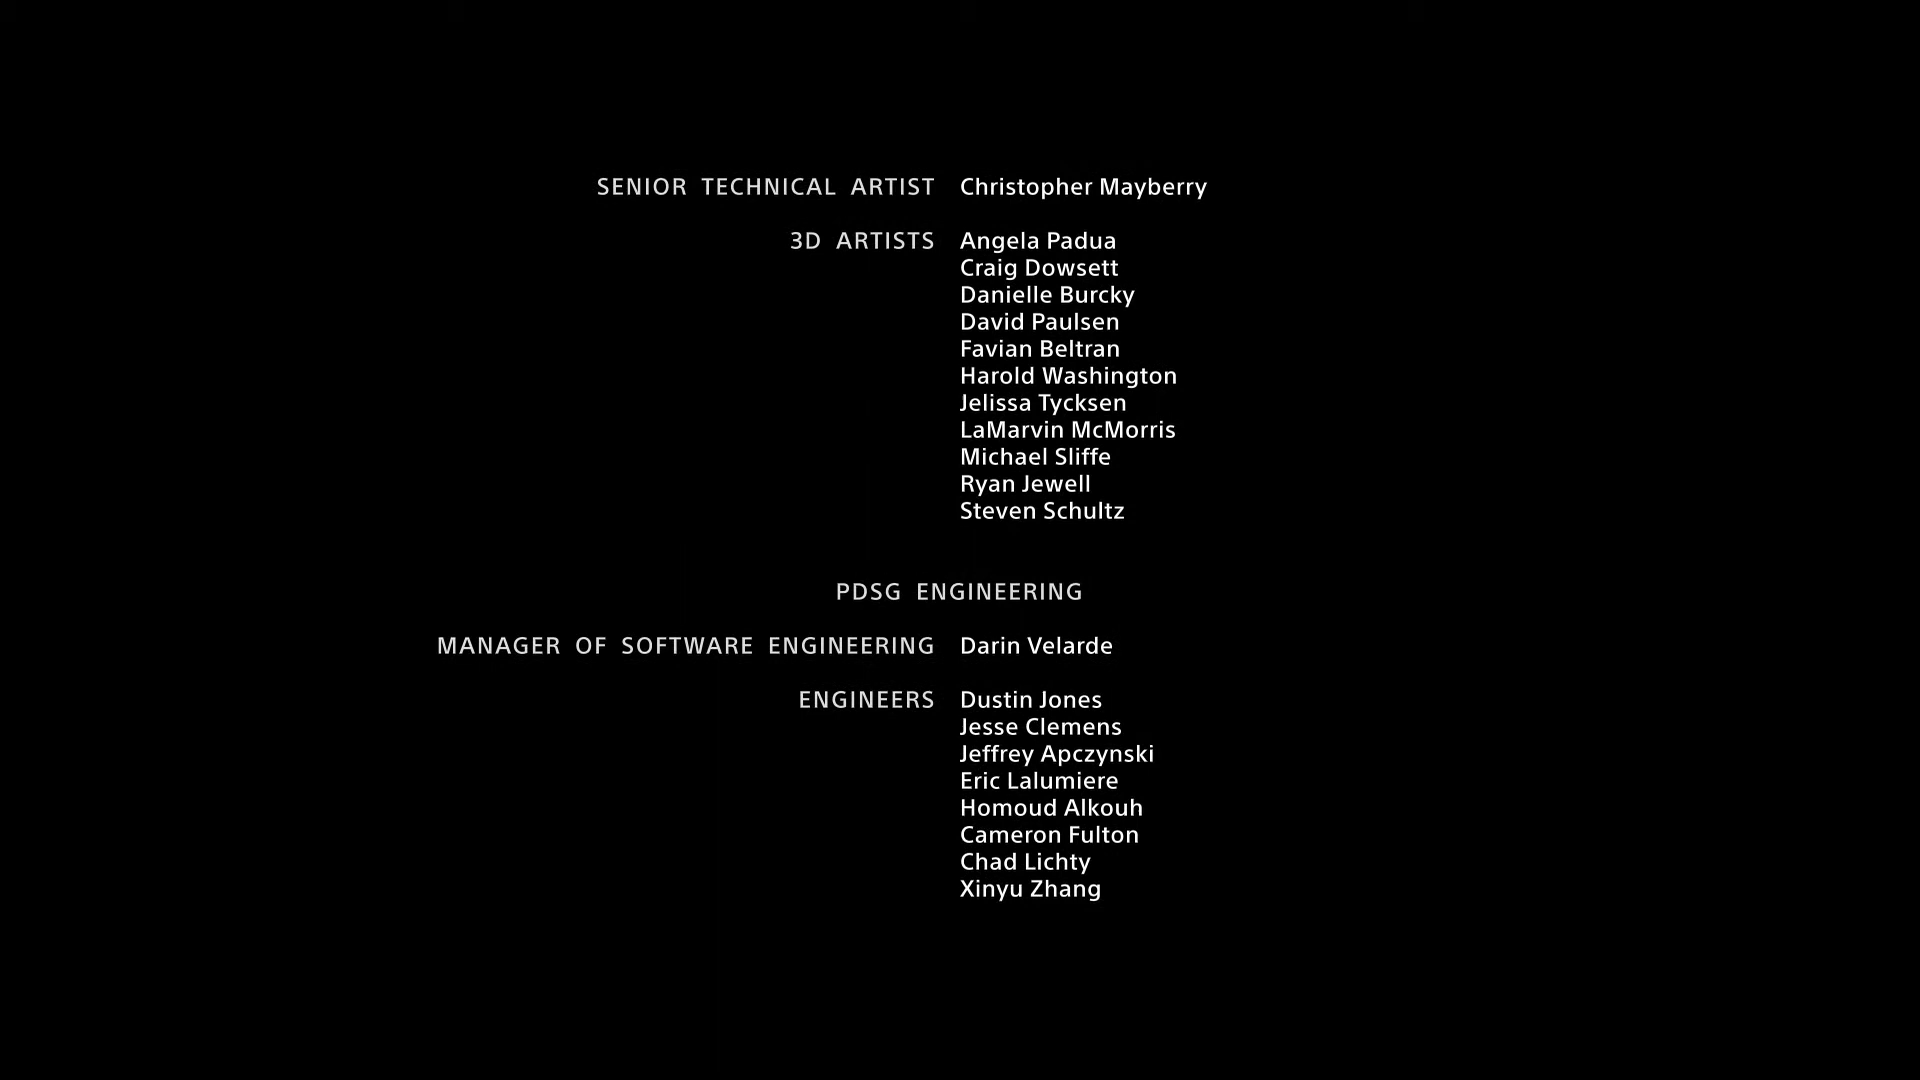 SENIOR TECHNICAL ARTIST Christopher Mayberry
3D ARTISTS Angela Padua
Craig Dowsett
Danielle Burcky
David Paulsen
Favian Beltran
Harold Washington
Jelissa Tycksen
LaMarvin McMorris
Michael Sliffe
Ryan Jewell
Steven Schultz
PDSG ENGINEERING
MANAGER OF SOFTWARE ENGINEERING Darin Velarde
ENGINEERS Dustin Jones
Jesse Clemens
Jeffrey Apczynski
Eric Lalumiere
Homoud Alkouh
Cameron Fulton
Chad Lichty
Xinyu Zhang